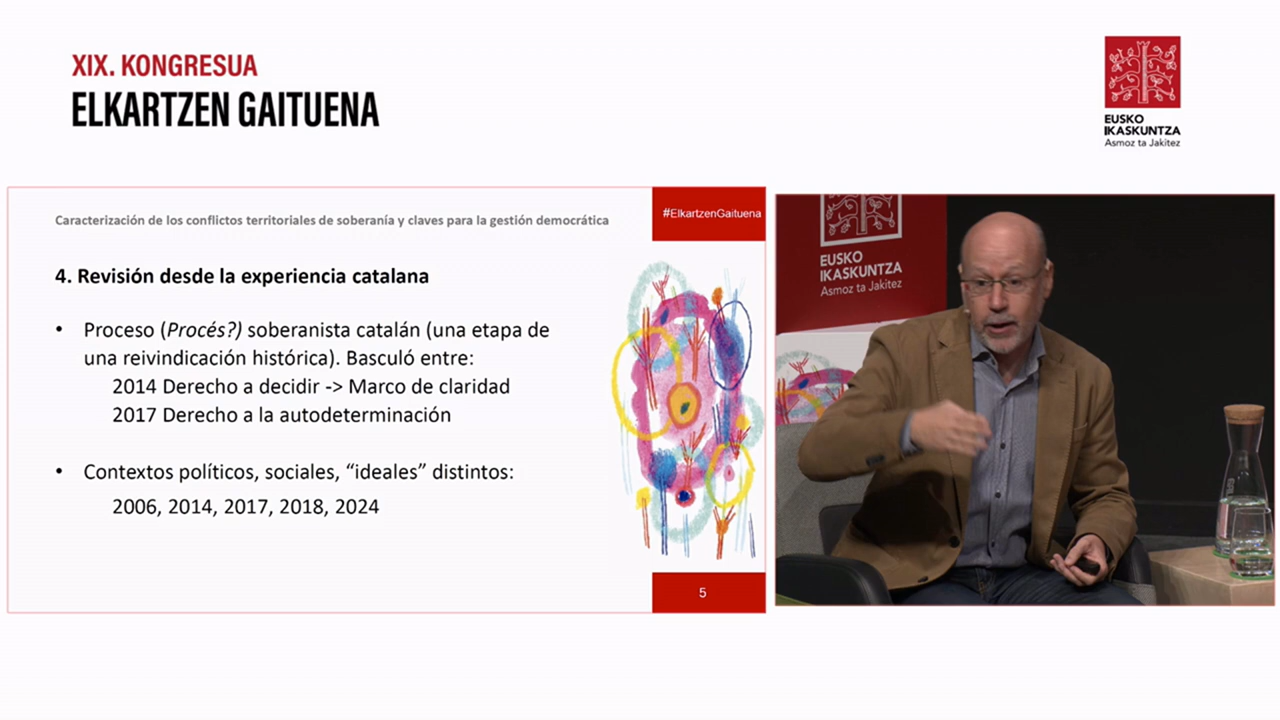 XIX. KONGRESUA
ELKARTZEN GAITUENA
EUSKO
IKASKUNTZA
Asmoz ta Jakitez
Caracterización de los conflictos territoriales de soberanía y claves para la gestión democrática
#ElkartzenGaituena
4. Revisión desde la experiencia catalana
• Proceso (Procés?) soberanista catalán (una etapa de
una reivindicación histórica). Basculó entre:
2014 Derecho a decidir -> Marco de claridad
2017 Derecho a la autodeterminación
• Contextos políticos, sociales, “ideales” distintos:
2006, 2014, 2017, 2018, 2024
5
EUSKO
IKASKUNTZA
Asmoz ta Jakitez